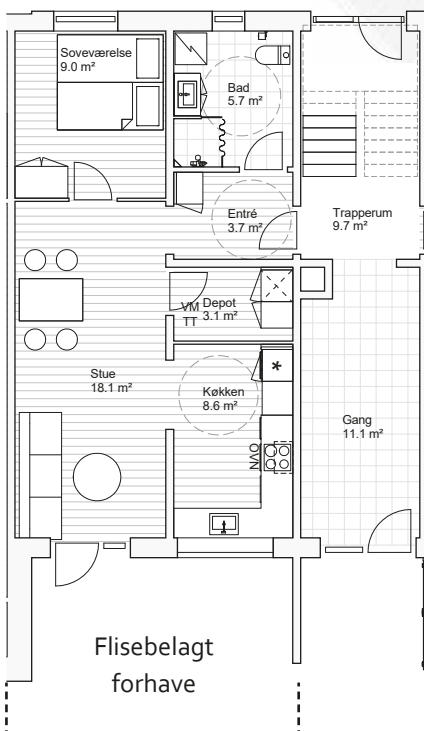 Soveværelse
9.0 m²
Bad
5.7 m²
Entré
3.7 m²
Trapperum
9.7 m²
VM
TT
Depot
3.1 m²
Stue
18.1 m²
Køkken
8.6 m²
*
OVN
Gang
11.1 m²
Flisebelagt
forhave